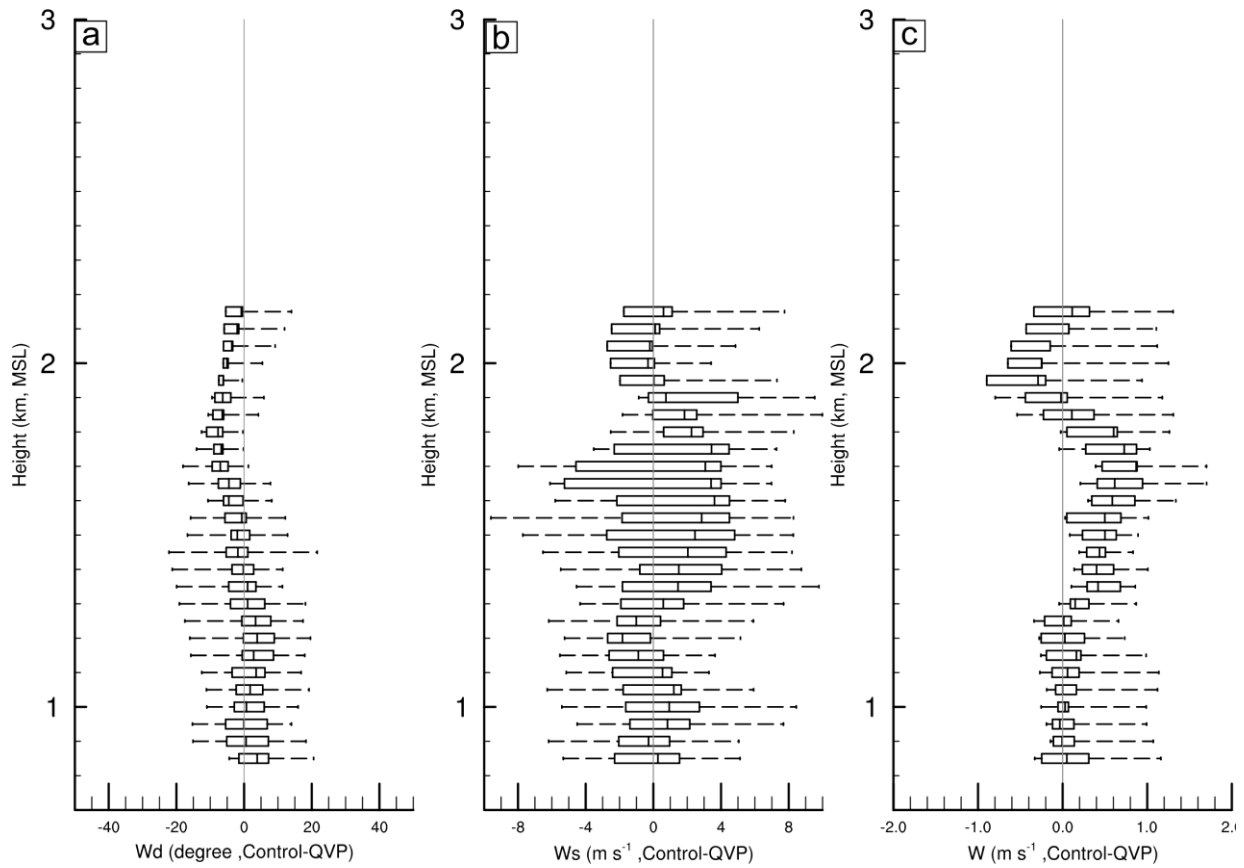 a
b
c
3
2
1
Height (km, MSL)
-40 -20 0 20 40
Wd (degree ,Control-QVP)
3
2
1
Height (km, MSL)
-8 -4 0 4 8
Ws (m s⁻¹ ,Control-QVP)
3
2
1
Height (km, MSL)
-2.0 -1.0 0.0 1.0 2.0
W (m s⁻¹ ,Control-QVP)